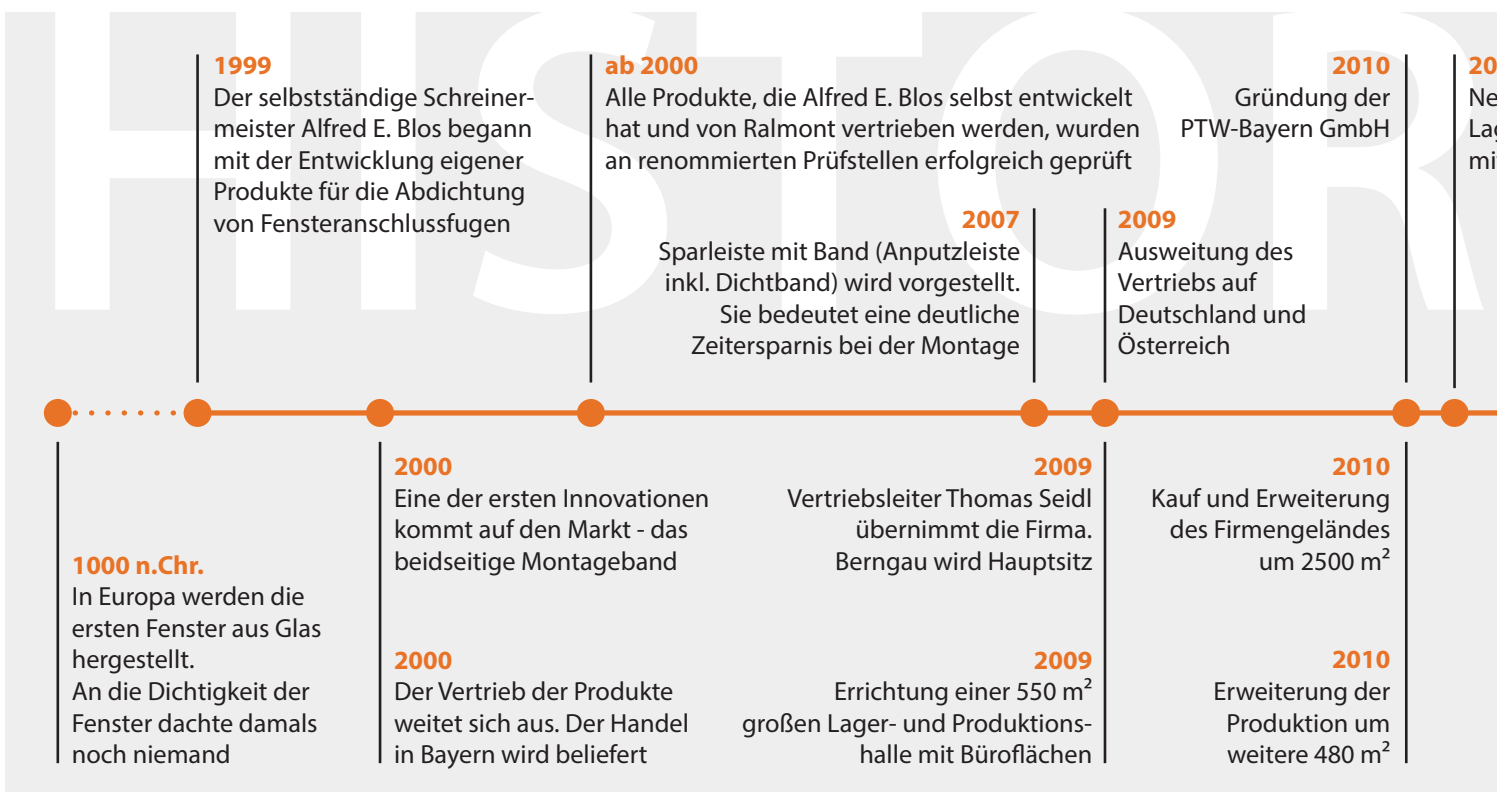 HISTOR
1999
Der selbstständige Schreiner-
meister Alfred E. Blos begann
mit der Entwicklung eigener
Produkte für die Abdichtung
von Fensteranschlussfugen
ab 2000
Alle Produkte, die Alfred E. Blos selbst entwickelt
hat und von Ralmont vertrieben werden, wurden
an renommierten Prüfstellen erfolgreich geprüft
2007
Sparleiste mit Band (Anputzleiste
inkl. Dichtband) wird vorgestellt.
Sie bedeutet eine deutliche
Zeitersparnis bei der Montage
2009
Ausweitung des
Vertriebs auf
Deutschland und
Österreich
2010
Gründung der
PTW-Bayern GmbH
1000 n.Chr.
In Europa werden die
ersten Fenster aus Glas
hergestellt.
An die Dichtigkeit der
Fenster dachte damals
noch niemand
2000
Eine der ersten Innovationen
kommt auf den Markt - das
beidseitige Montageband
2000
Der Vertrieb der Produkte
weitet sich aus. Der Handel
in Bayern wird beliefert
2009
Vertriebsleiter Thomas Seidl
übernimmt die Firma.
Berngau wird Hauptsitz
2009
Errichtung einer 550 m²
großen Lager- und Produktions-
halle mit Büroflächen
2010
Kauf und Erweiterung
des Firmengeländes
um 2500 m²
2010
Erweiterung der
Produktion um
weitere 480 m²